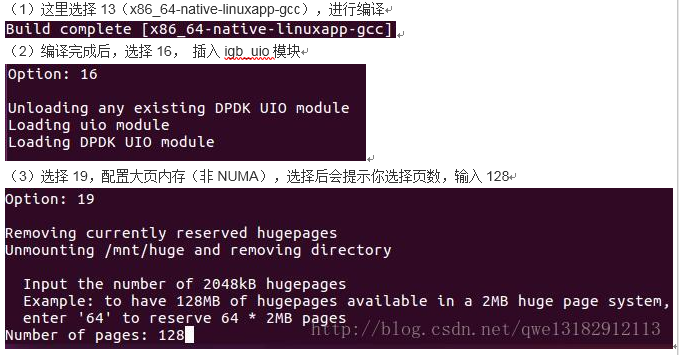 （1）这里选择 13（x86_64-native-linuxapp-gcc），进行编译
Build complete [x86_64-native-linuxapp-gcc]
（2）编译完成后，选择 16， 插入 igb_uio 模块
Option: 16
Unloading any existing DPDK UIO module
Loading uio module
Loading DPDK UIO module
（3）选择 19，配置大页内存（非 NUMA），选择后会提示你选择页数，输入 128
Option: 19
Removing currently reserved hugepages
Unmounting /mnt/huge and removing directory
Input the number of 2048kB hugepages
Example: to have 128MB of hugepages available in a 2MB huge page system,
enter '64' to reserve 64 * 2MB pages
Number of pages: 128
http://blog.csdn.net/qwe13182912113